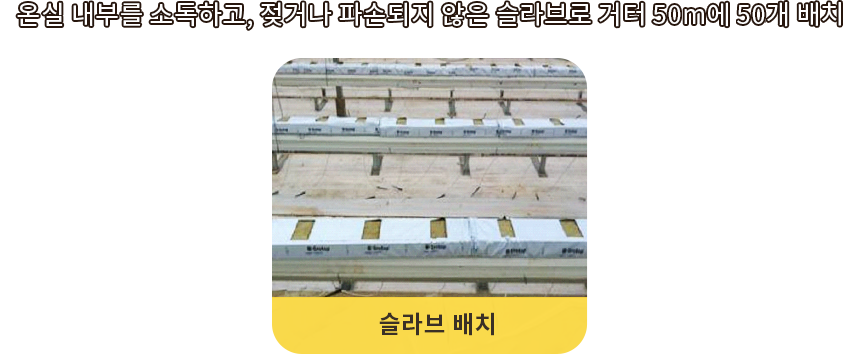 온실 내부를 소독하고, 젖거나 파손되지 않은 슬라브로 거터 50m에 50개 배치
슬라브 배치